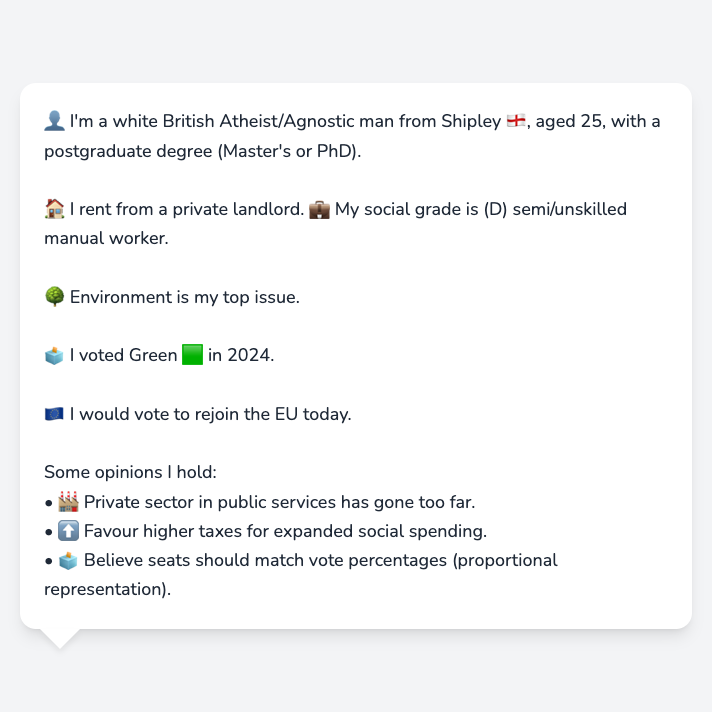 👤 I'm a white British Atheist/Agnostic man from Shipley 🏴󠁧󠁢󠁥󠁮󠁧󠁿, aged 25, with a
postgraduate degree (Master's or PhD).
🏠 I rent from a private landlord. 💼 My social grade is (D) semi/unskilled
manual worker.
🌳 Environment is my top issue.
🗳️ I voted Green 🟩 in 2024.
🇪🇺 I would vote to rejoin the EU today.
Some opinions I hold:
• 🏭 Private sector in public services has gone too far.
• ⬆️ Favour higher taxes for expanded social spending.
• 🗳️ Believe seats should match vote percentages (proportional
representation).